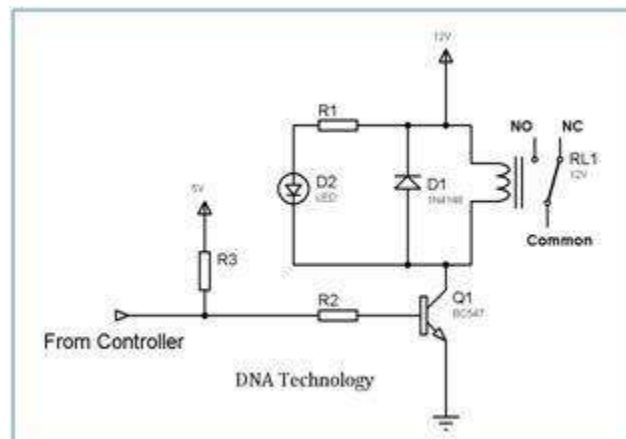 12V
R1
NO NC
RL1
12V
D2
LED
D1
1N4148
5V
Common
R3
R2
Q1
BC547
From Controller
DNA Technology